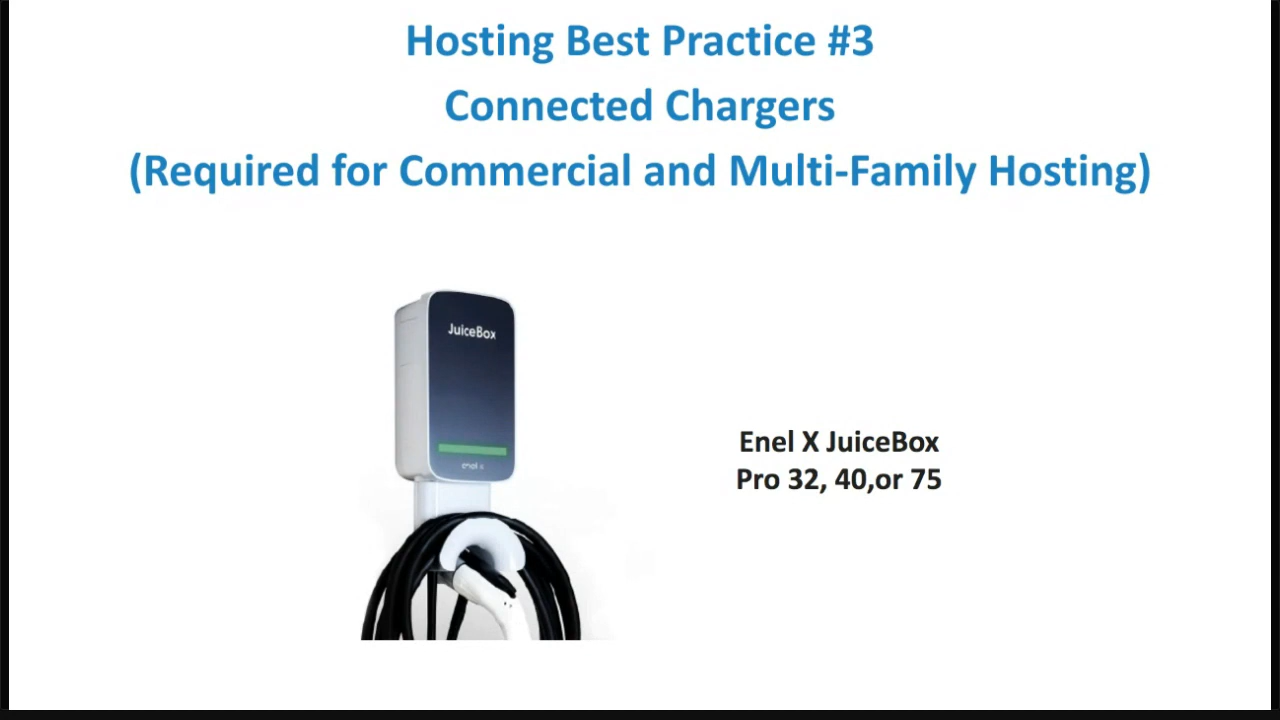 Hosting Best Practice #3
Connected Chargers
(Required for Commercial and Multi-Family Hosting)
JuiceBox
enel x
Enel X JuiceBox
Pro 32, 40,or 75